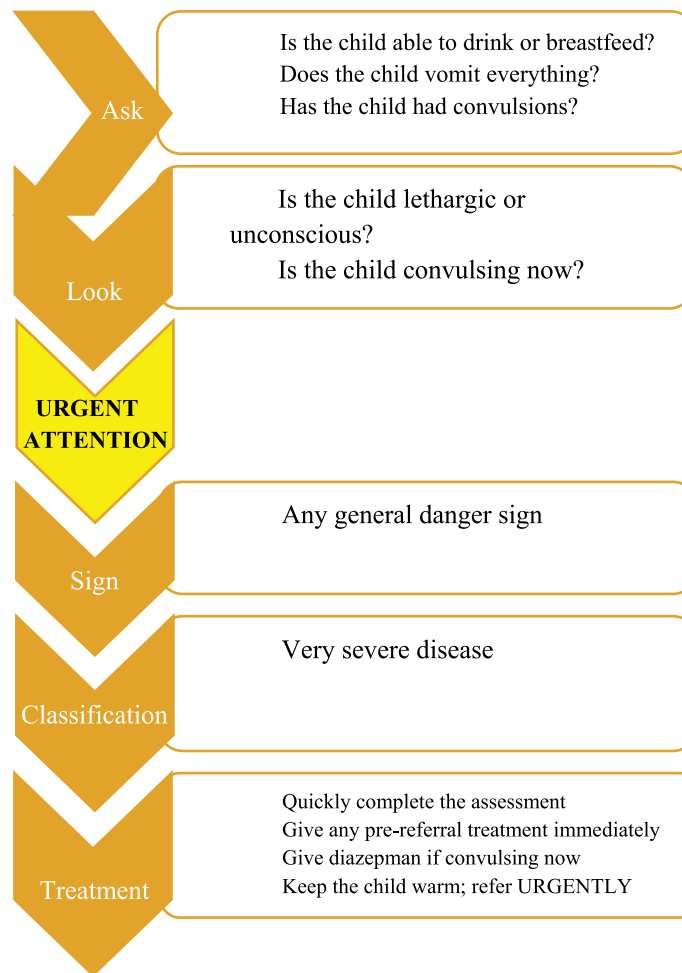 Ask
Is the child able to drink or breastfeed?
Does the child vomit everything?
Has the child had convulsions?
Look
Is the child lethargic or
unconscious?
Is the child convulsing now?
URGENT
ATTENTION
Sign
Any general danger sign
Classification
Very severe disease
Treatment
Quickly complete the assessment
Give any pre-referral treatment immediately
Give diazepman if convulsing now
Keep the child warm; refer URGENTLY